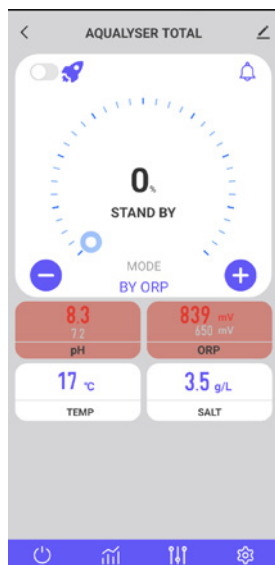 AQUALYSER TOTAL
0%
STAND BY
MODE
BY ORP
8.3
7.2
pH
839 mV
650 mV
ORP
17 °C
TEMP
3.5 g/L
SALT